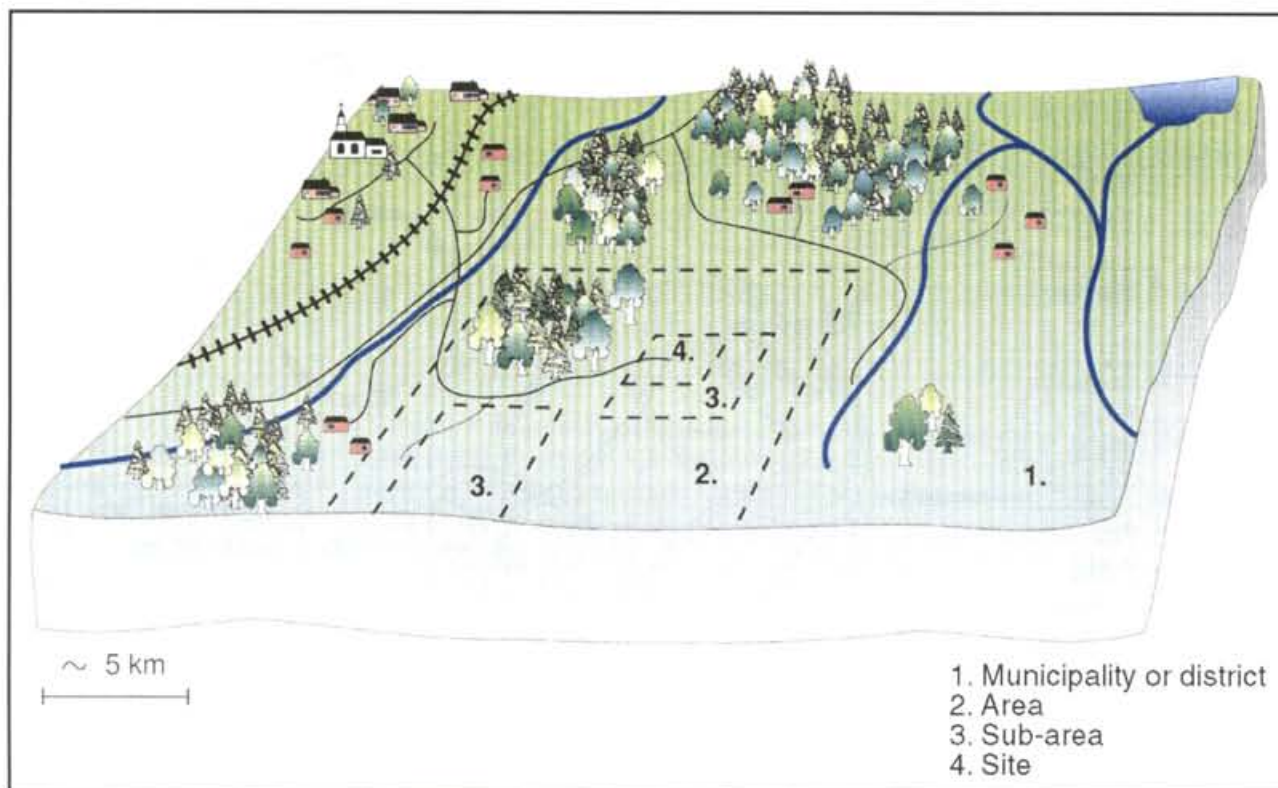 4.
3.
3.
2.
1.
~ 5 km
1. Municipality or district
2. Area
3. Sub-area
4. Site